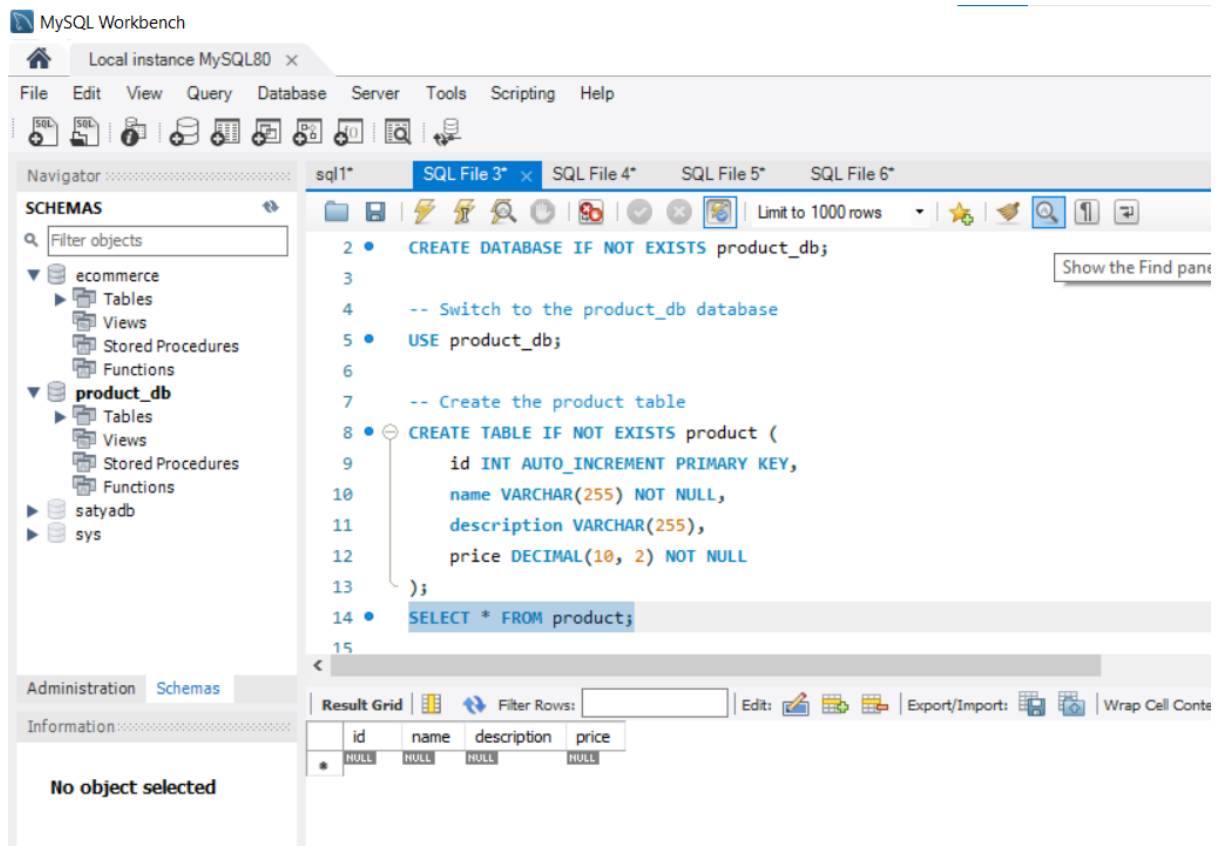 MySQL Workbench
Local instance MySQL80 ×
File Edit View Query Database Server Tools Scripting Help
Navigator
SCHEMAS
Filter objects
ecommerce
Tables
Views
Stored Procedures
Functions
product_db
Tables
Views
Stored Procedures
Functions
satyadb
sys
Administration Schemas
Information
No object selected
sql1* SQL File 3* × SQL File 4* SQL File 5* SQL File 6*
Limit to 1000 rows
Show the Find pane
2 CREATE DATABASE IF NOT EXISTS product_db;
3
4 -- Switch to the product_db database
5 USE product_db;
6
7 -- Create the product table
8 CREATE TABLE IF NOT EXISTS product (
9 id INT AUTO_INCREMENT PRIMARY KEY,
10 name VARCHAR(255) NOT NULL,
11 description VARCHAR(255),
12 price DECIMAL(10, 2) NOT NULL
13 );
14 SELECT * FROM product;
15
Result Grid Filter Rows: Edit: Export/Import: Wrap Cell Conte
id name description price
* NULL NULL NULL NULL